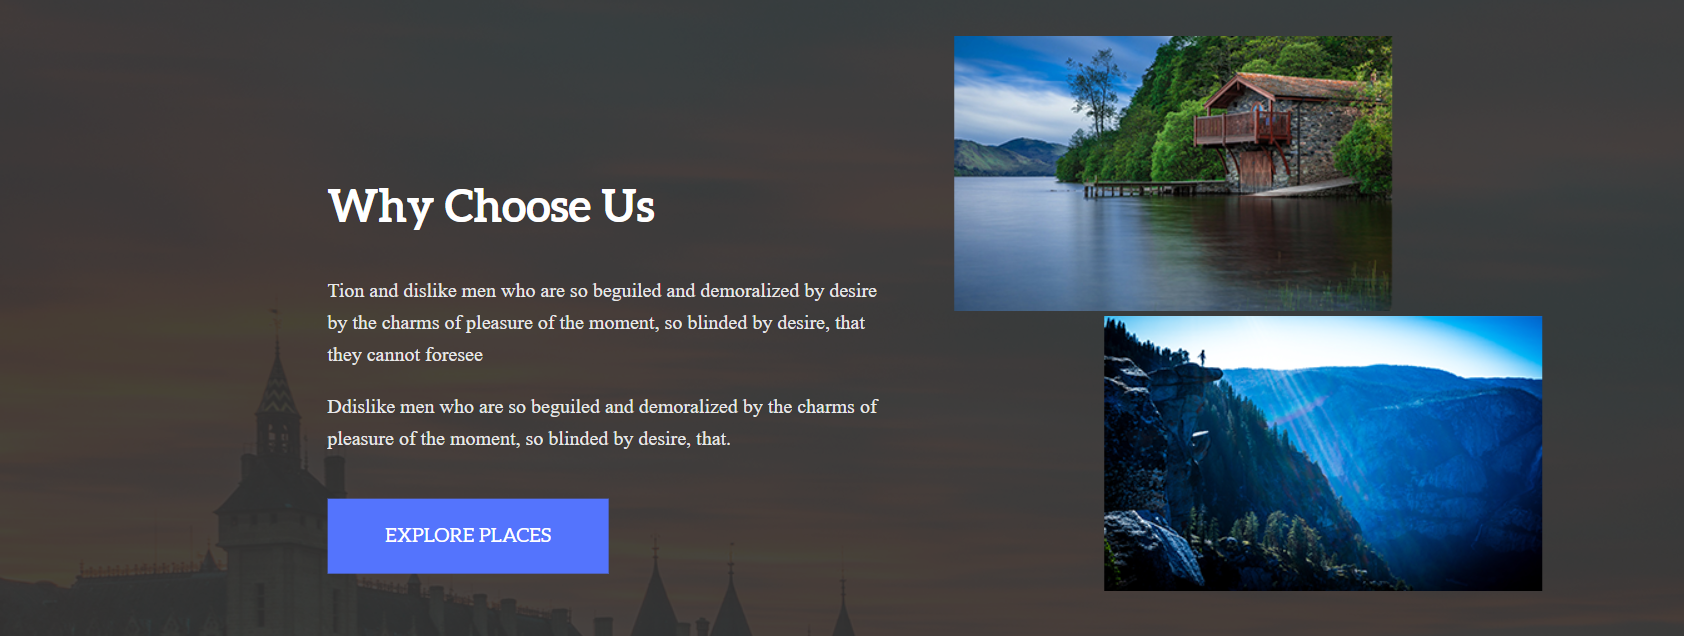 Why Choose Us
Tion and dislike men who are so beguiled and demoralized by desire
by the charms of pleasure of the moment, so blinded by desire, that
they cannot foresee
Ddislike men who are so beguiled and demoralized by the charms of
pleasure of the moment, so blinded by desire, that.
EXPLORE PLACES